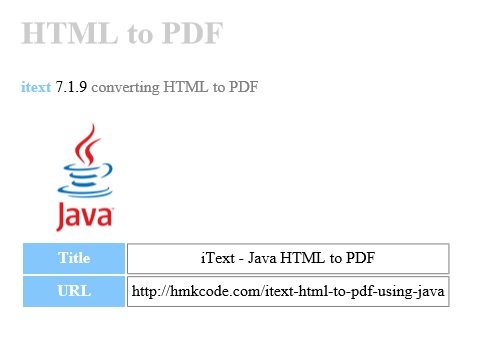 HTML to PDF
itext 7.1.9 converting HTML to PDF
Java
Title iText - Java HTML to PDF
URL http://hmkcode.com/itext-html-to-pdf-using-java